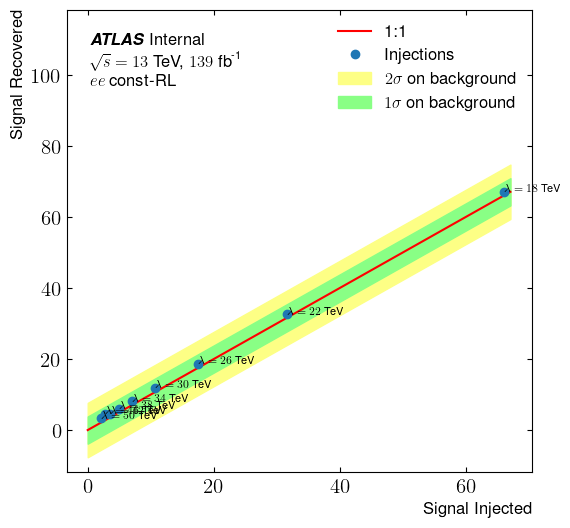 Signal Recovered
ATLAS Internal
√s = 13 TeV, 139 fb⁻¹
ee const-RL
1:1
Injections
2σ on background
1σ on background
100
80
60
40
20
0
λ = 18 TeV
λ = 22 TeV
λ = 26 TeV
λ = 30 TeV
λ = 34 TeV
λ = 38 TeV
λ = 50 TeV
0
20
40
60
Signal Injected